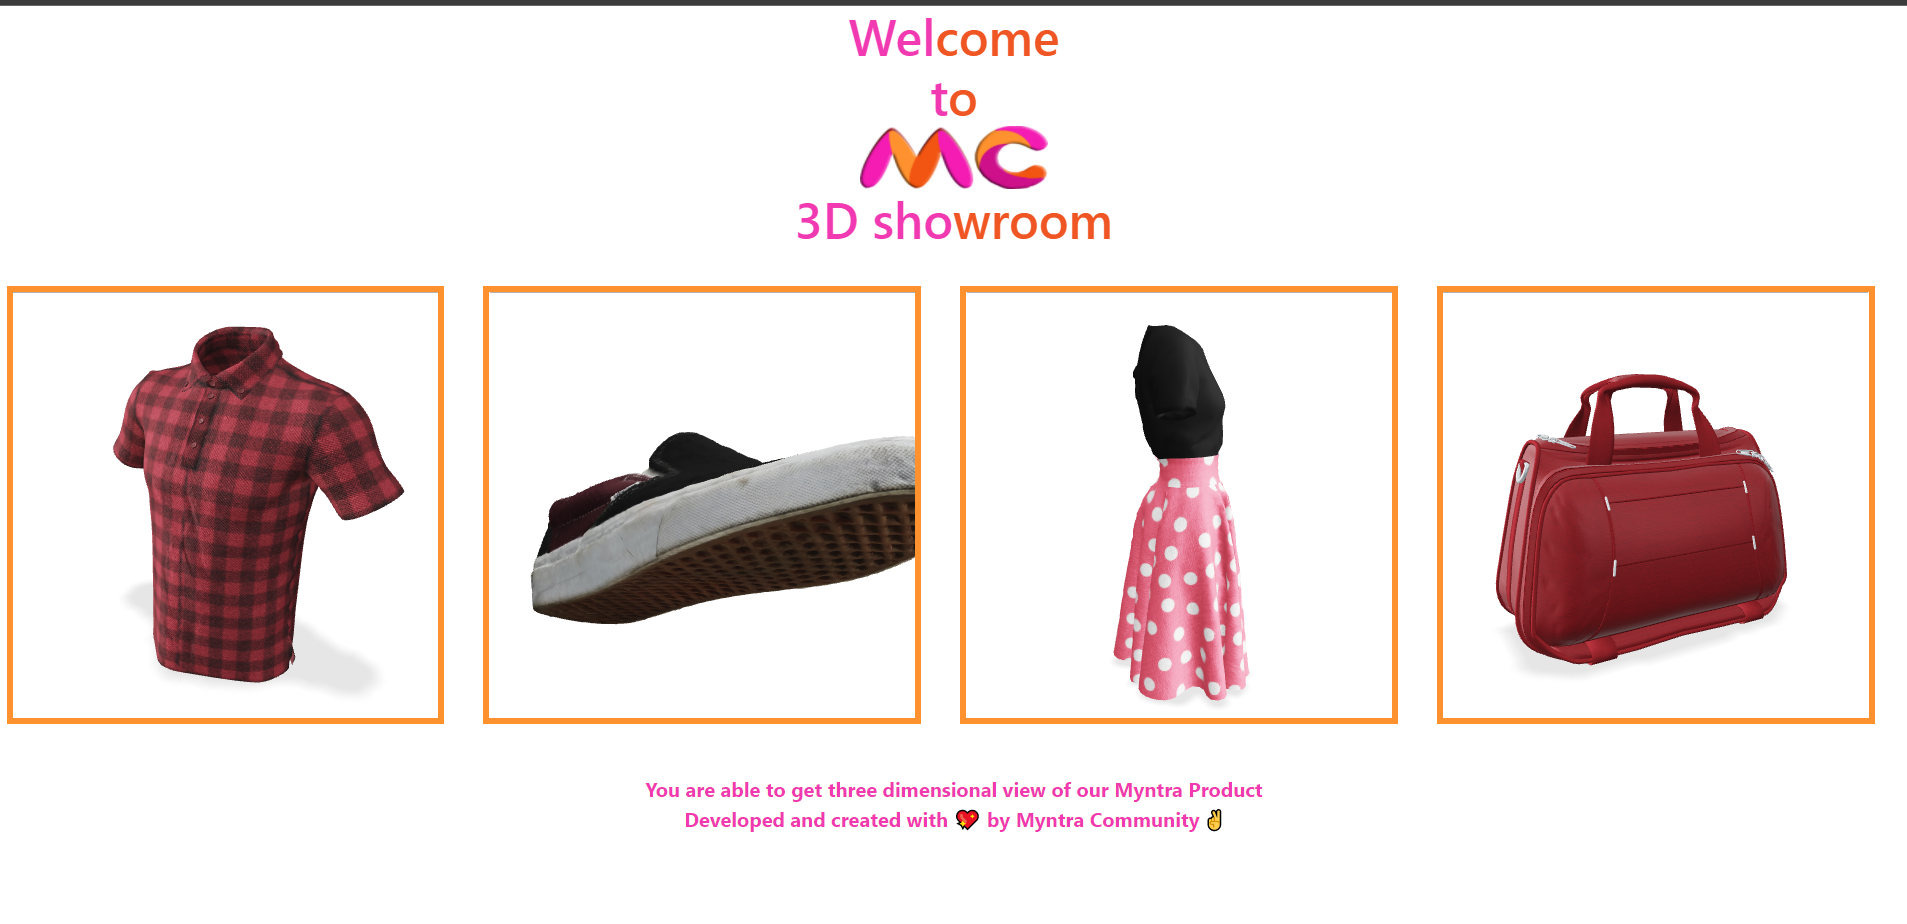 Welcome
to
MC
3D showroom
You are able to get three dimensional view of our Myntra Product
Developed and created with 💖 by Myntra Community ✌